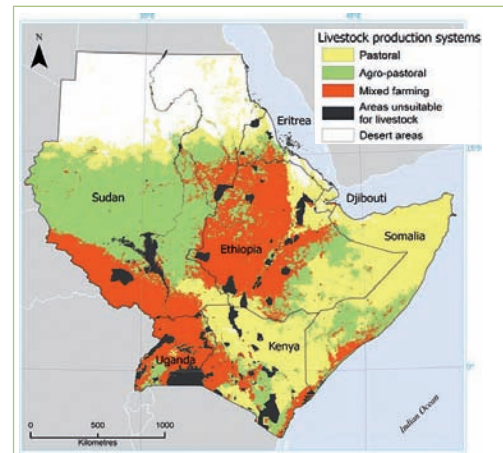 Livestock production systems
Pastoral
Agro-pastoral
Mixed farming
Areas unsuitable
for livestock
Desert areas
N
Eritrea
Djibouti
Sudan
Somalia
Ethiopia
Kenya
Uganda
Indian Ocean
0 500 1000
Kilometres